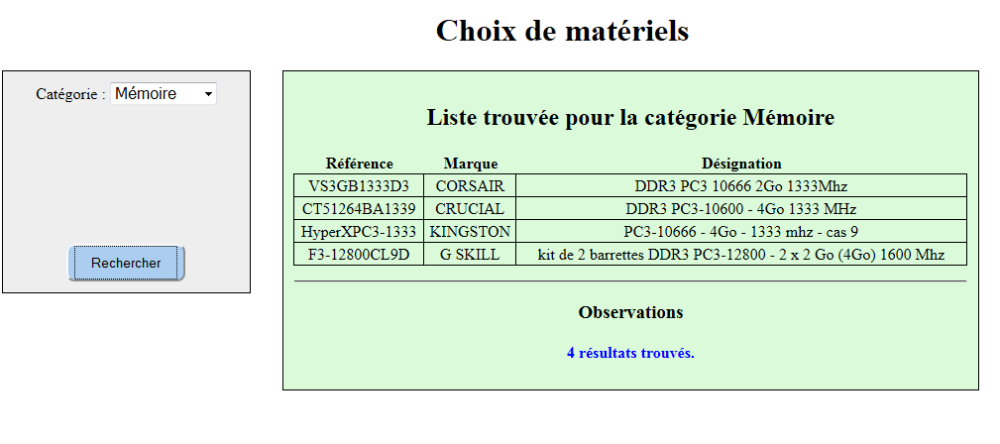 Choix de matériels
Catégorie : Mémoire
Rechercher
Liste trouvée pour la catégorie Mémoire
Référence Marque Désignation
VS3GB1333D3 CORSAIR DDR3 PC3 10666 2Go 1333Mhz
CT51264BA1339 CRUCIAL DDR3 PC3-10600 - 4Go 1333 MHz
HyperXPC3-1333 KINGSTON PC3-10666 - 4Go - 1333 mhz - cas 9
F3-12800CL9D G SKILL kit de 2 barrettes DDR3 PC3-12800 - 2 x 2 Go (4Go) 1600 Mhz
Observations
4 résultats trouvés.